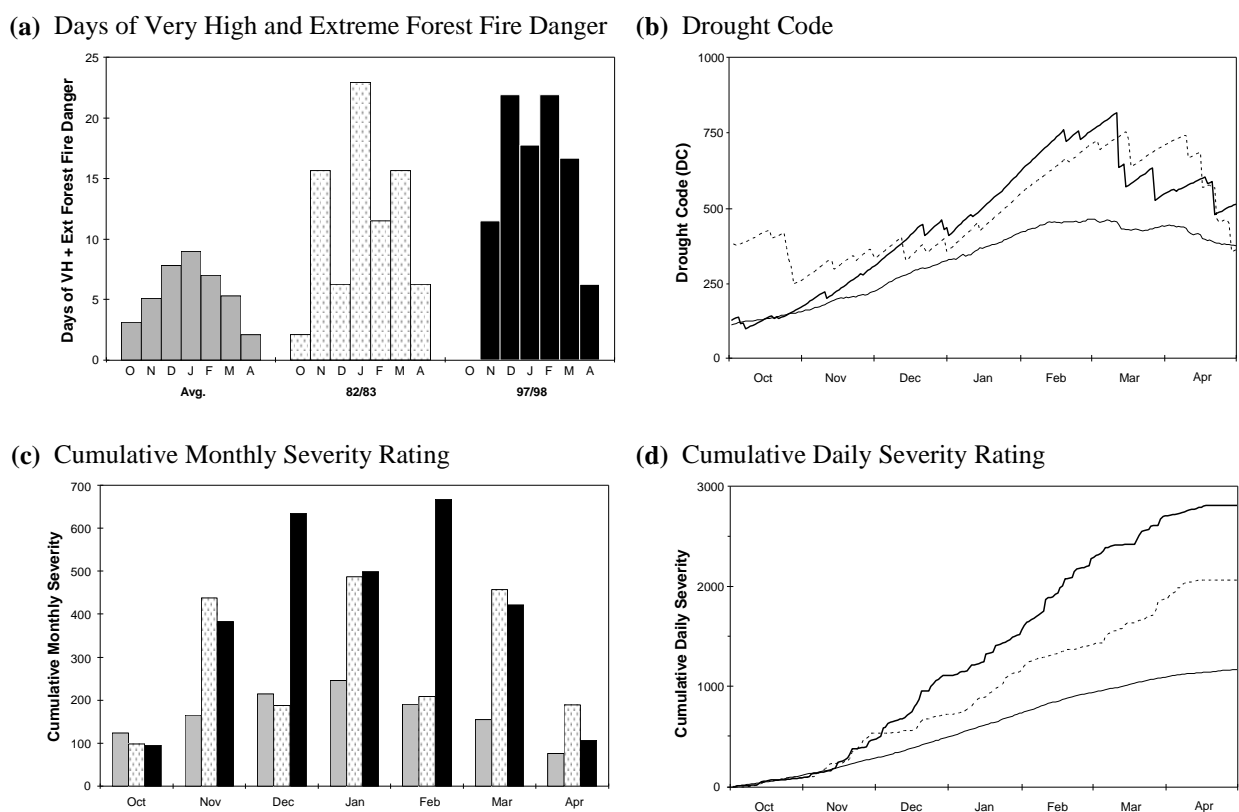 (a) Days of Very High and Extreme Forest Fire Danger
Days of VH + Ext Forest Fire Danger
25
20
15
10
5
0
O N D J F M A O N D J F M A O N D J F M A
Avg. 82/83 97/98
(b) Drought Code
Drought Code (DC)
1000
750
500
250
0
Oct Nov Dec Jan Feb Mar Apr
(c) Cumulative Monthly Severity Rating
Cumulative Monthly Severity
700
600
500
400
300
200
100
0
Oct Nov Dec Jan Feb Mar Apr
(d) Cumulative Daily Severity Rating
Cumulative Daily Severity
3000
2000
1000
0
Oct Nov Dec Jan Feb Mar Apr